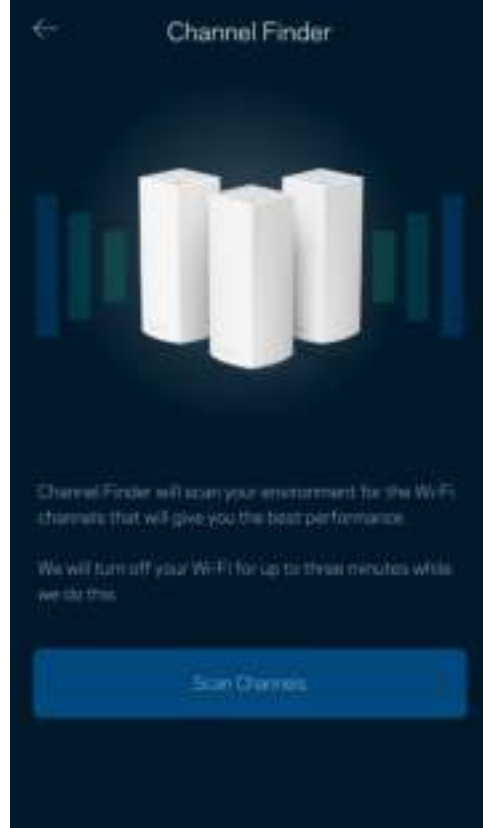 Channel Finder
Channel Finder will scan your environment for the Wi-Fi
channels that will give you the best performance.
We will turn off your Wi-Fi for up to three minutes while
we do this.
Scan Channels